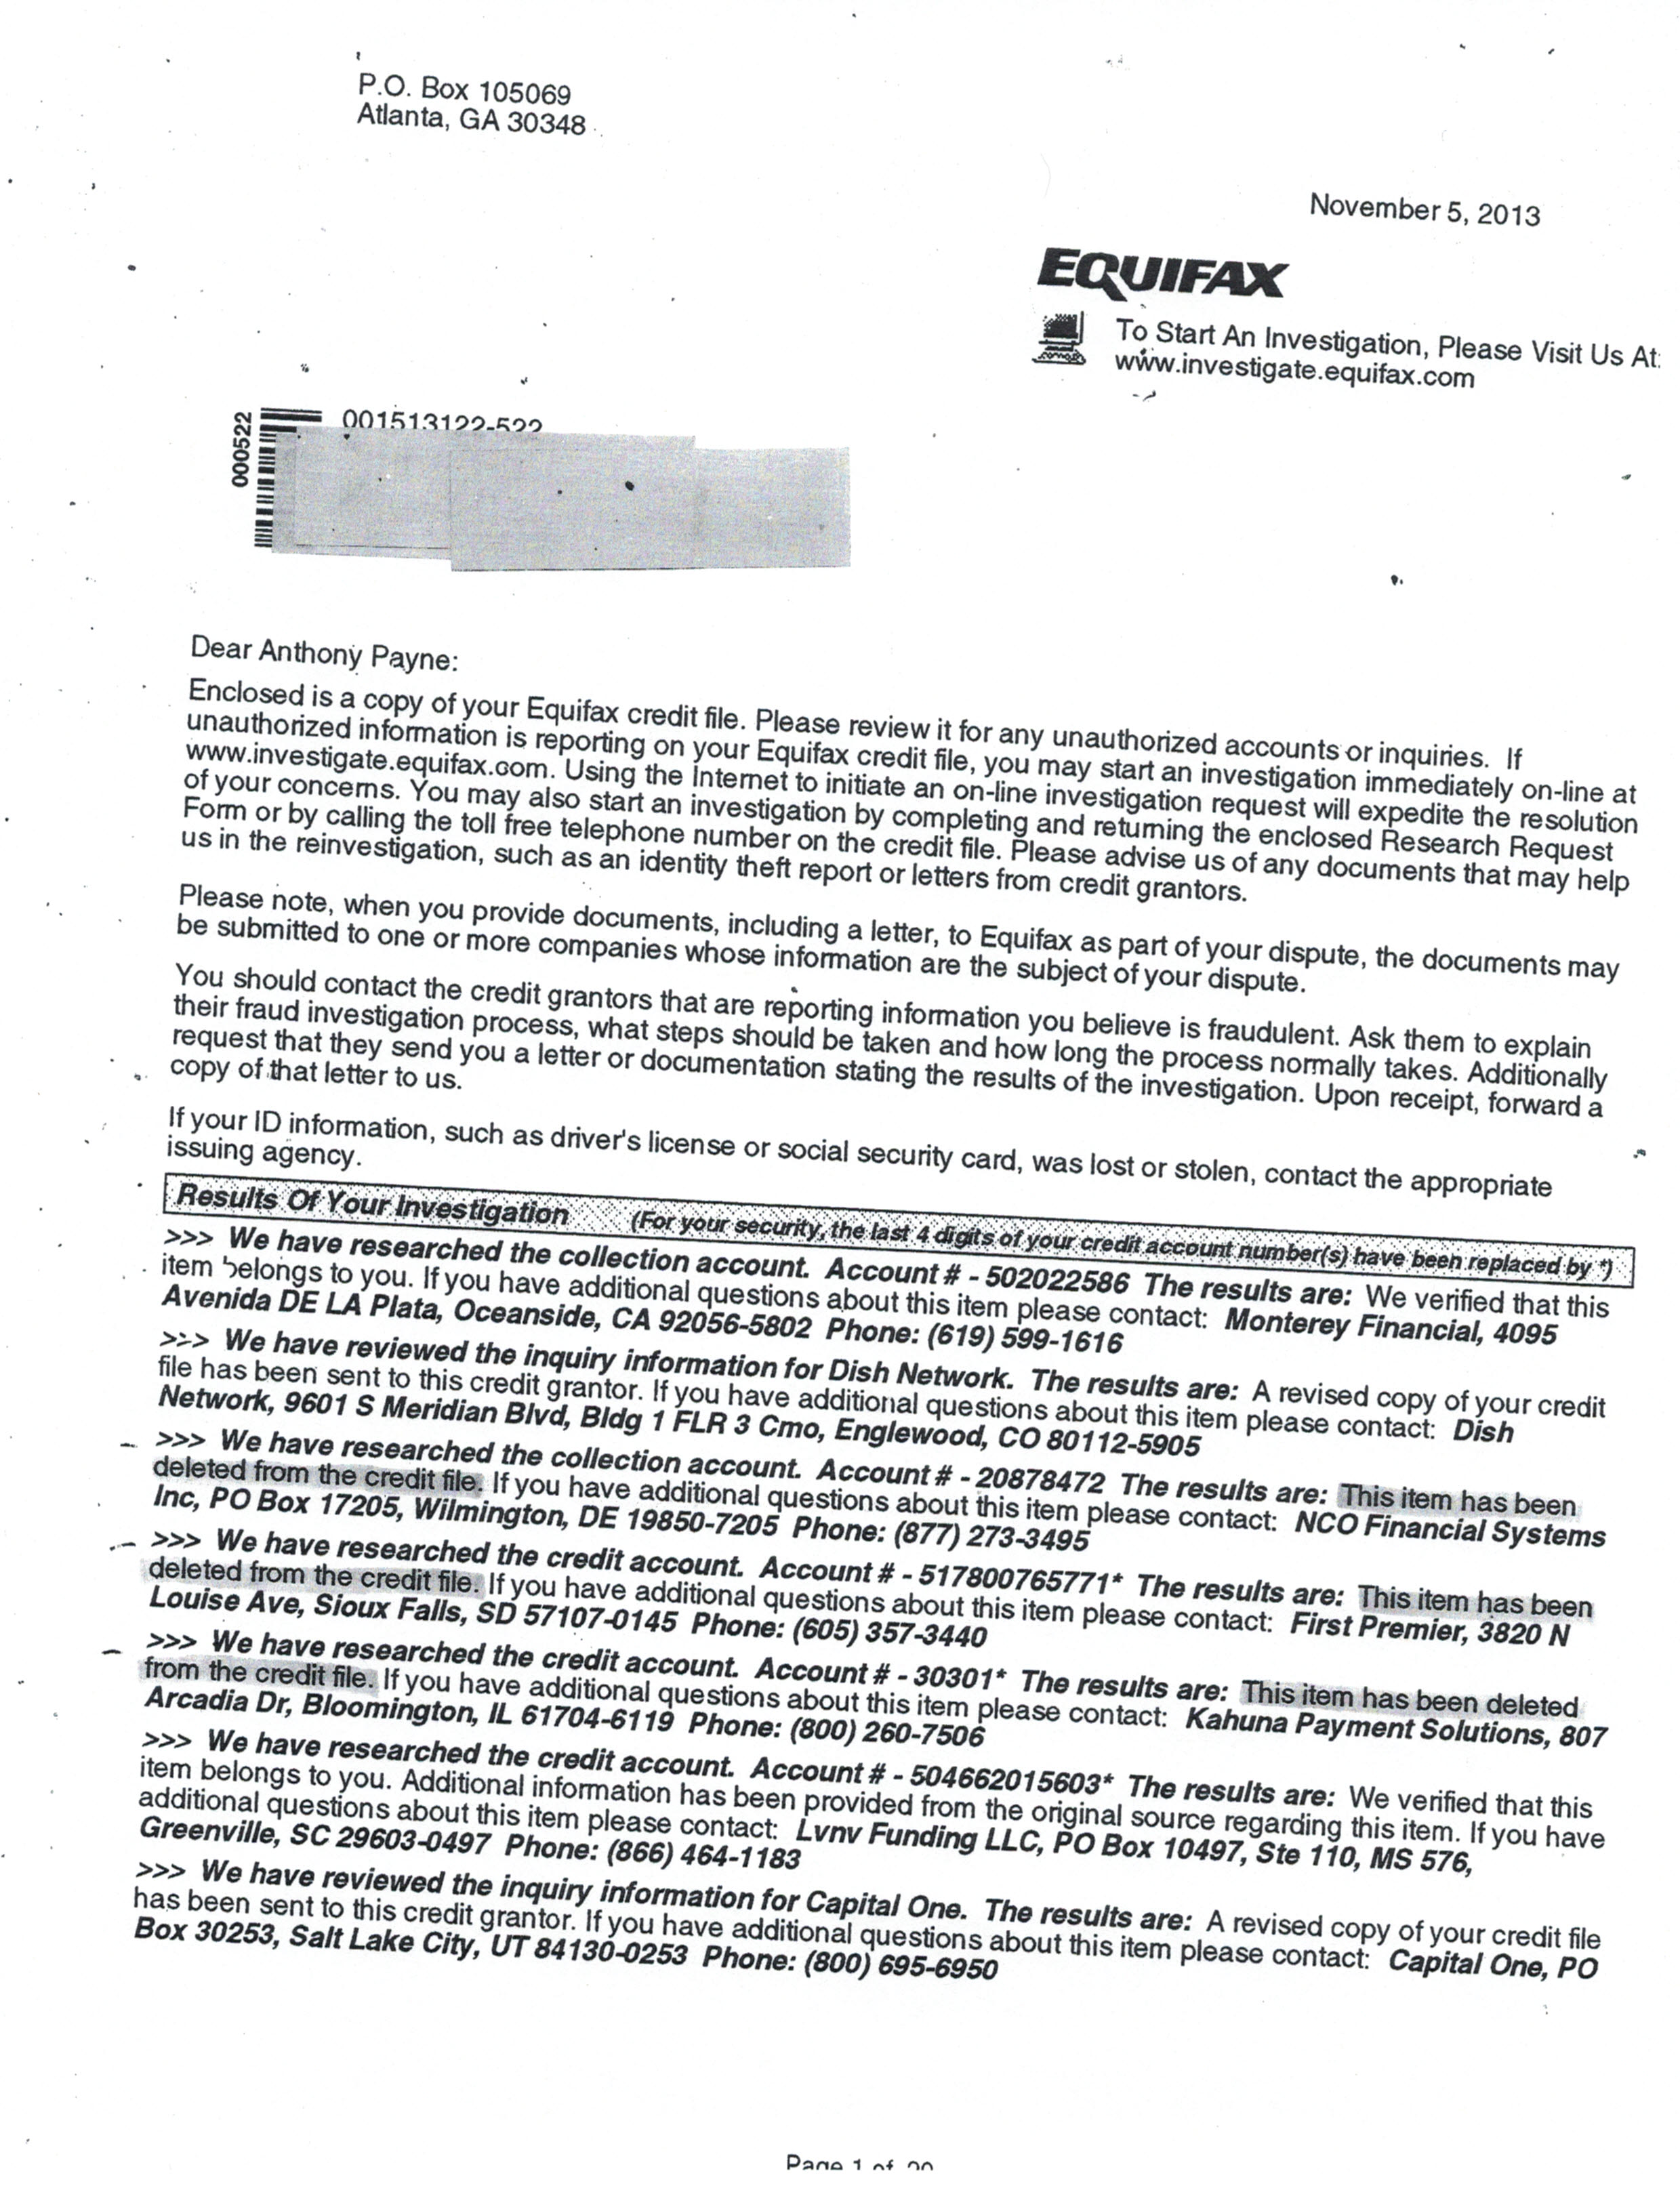 P.O. Box 105069
Atlanta, GA 30348
November 5, 2013
EQUIFAX
To Start An Investigation, Please Visit Us At:
www.investigate.equifax.com
000522
001513122-522
Dear Anthony Payne:
Enclosed is a copy of your Equifax credit file. Please review it for any unauthorized accounts or inquiries. If
unauthorized information is reporting on your Equifax credit file, you may start an investigation immediately on-line at
www.investigate.equifax.com. Using the Internet to initiate an on-line investigation request will expedite the resolution
of your concerns. You may also start an investigation by completing and returning the enclosed Research Request
Form or by calling the toll free telephone number on the credit file. Please advise us of any documents that may help
us in the reinvestigation, such as an identity theft report or letters from credit grantors.
Please note, when you provide documents, including a letter, to Equifax as part of your dispute, the documents may
be submitted to one or more companies whose information are the subject of your dispute.
You should contact the credit grantors that are reporting information you believe is fraudulent. Ask them to explain
their fraud investigation process, what steps should be taken and how long the process normally takes. Additionally
request that they send you a letter or documentation stating the results of the investigation. Upon receipt, forward a
copy of that letter to us.
If your ID information, such as driver's license or social security card, was lost or stolen, contact the appropriate
issuing agency.
Results Of Your Investigation (For your security, the last 4 digits of your credit account number(s) have been replaced by *)
>>> We have researched the collection account. Account # - 502022586 The results are: We verified that this
item belongs to you. If you have additional questions about this item please contact: Monterey Financial, 4095
Avenida DE LA Plata, Oceanside, CA 92056-5802 Phone: (619) 599-1616
>>> We have reviewed the inquiry information for Dish Network. The results are: A revised copy of your credit
file has been sent to this credit grantor. If you have additional questions about this item please contact: Dish
Network, 9601 S Meridian Blvd, Bldg 1 FLR 3 Cmo, Englewood, CO 80112-5905
>>> We have researched the collection account. Account # - 20878472 The results are: This item has been
deleted from the credit file. If you have additional questions about this item please contact: NCO Financial Systems
Inc, PO Box 17205, Wilmington, DE 19850-7205 Phone: (877) 273-3495
>>> We have researched the credit account. Account # - 517800765771* The results are: This item has been
deleted from the credit file. If you have additional questions about this item please contact: First Premier, 3820 N
Louise Ave, Sioux Falls, SD 57107-0145 Phone: (605) 357-3440
>>> We have researched the credit account. Account # - 30301* The results are: This item has been deleted
from the credit file. If you have additional questions about this item please contact: Kahuna Payment Solutions, 807
Arcadia Dr, Bloomington, IL 61704-6119 Phone: (800) 260-7506
>>> We have researched the credit account. Account # - 504662015603* The results are: We verified that this
item belongs to you. Additional information has been provided from the original source regarding this item. If you have
additional questions about this item please contact: Lvnv Funding LLC, PO Box 10497, Ste 110, MS 576,
Greenville, SC 29603-0497 Phone: (866) 464-1183
>>> We have reviewed the inquiry information for Capital One. The results are: A revised copy of your credit file
has been sent to this credit grantor. If you have additional questions about this item please contact: Capital One, PO
Box 30253, Salt Lake City, UT 84130-0253 Phone: (800) 695-6950
Page 1 of 20